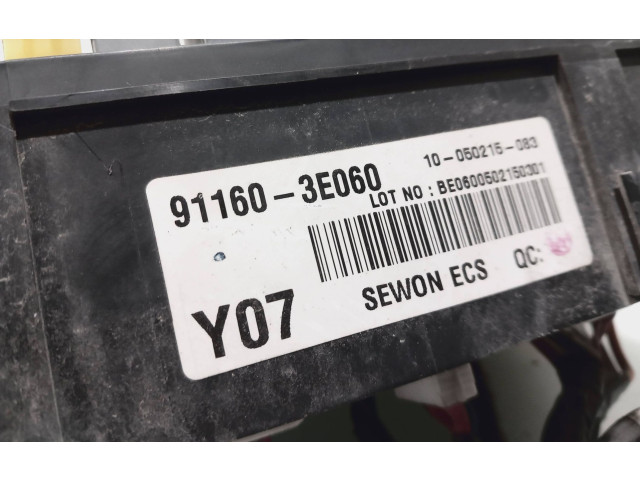 91160-3E060
10-050215-083
LOT NO : BE0600502150301
Y07
SEWON ECS
QC: